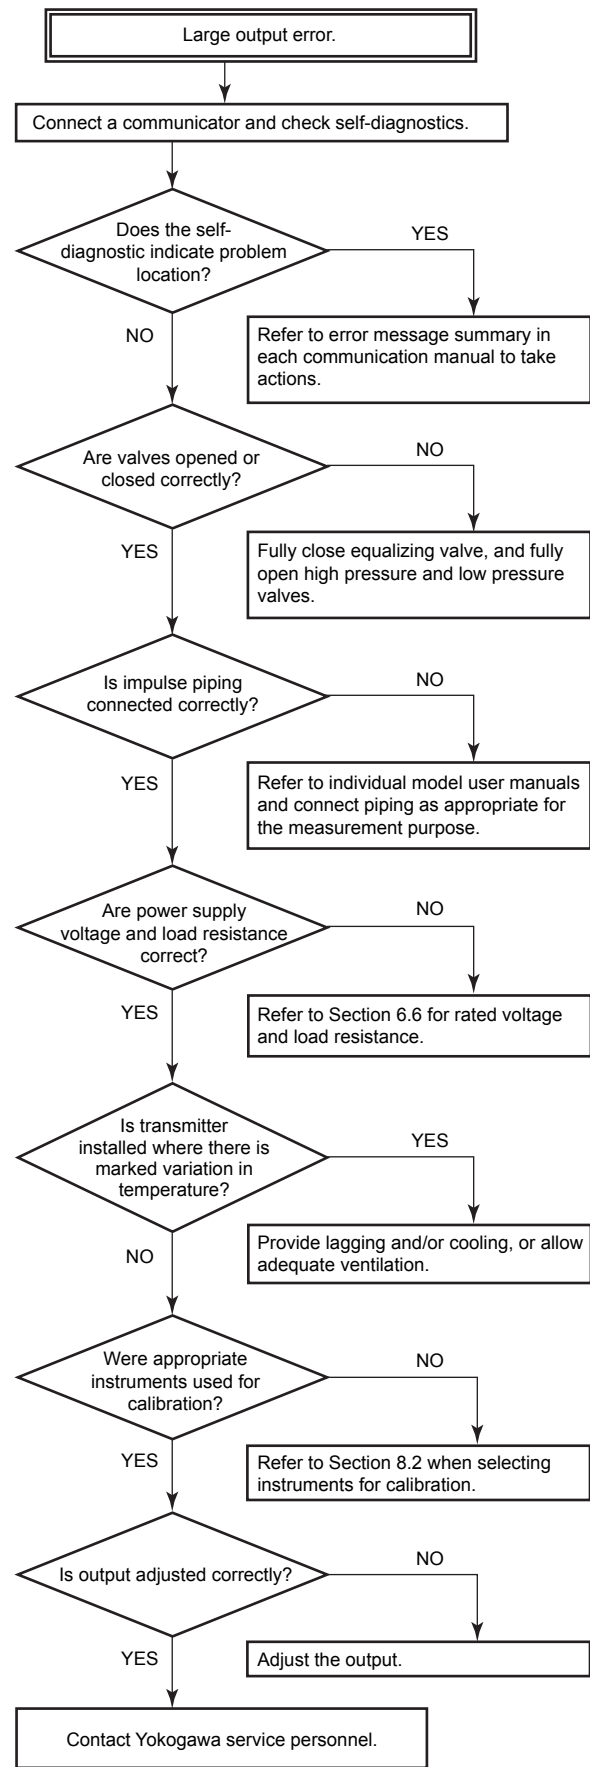 Large output error.
Connect a communicator and check self-diagnostics.
Does the self-
diagnostic indicate problem
location?
YES
NO
Refer to error message summary in
each communication manual to take
actions.
Are valves opened or
closed correctly?
NO
YES
Fully close equalizing valve, and fully
open high pressure and low pressure
valves.
Is impulse piping
connected correctly?
NO
YES
Refer to individual model user manuals
and connect piping as appropriate for
the measurement purpose.
Are power supply
voltage and load resistance
correct?
NO
YES
Refer to Section 6.6 for rated voltage
and load resistance.
Is transmitter
installed where there is
marked variation in
temperature?
YES
NO
Provide lagging and/or cooling, or allow
adequate ventilation.
Were appropriate
instruments used for
calibration?
NO
YES
Refer to Section 8.2 when selecting
instruments for calibration.
Is output adjusted correctly?
NO
YES
Adjust the output.
Contact Yokogawa service personnel.